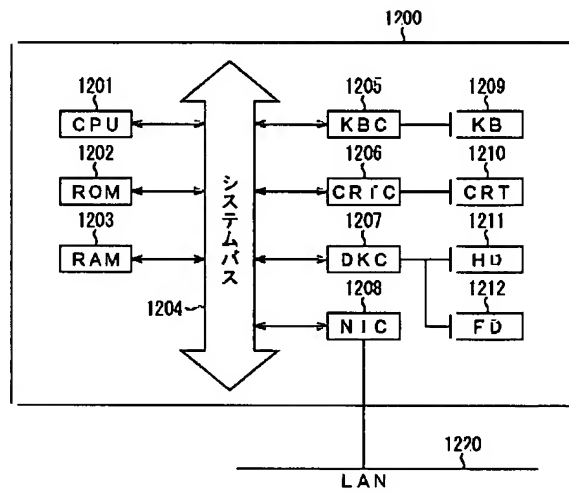 1200
1201
CPU
1202
ROM
1203
RAM
1204
システムバス
1205
KBC
1206
CRTC
1207
DKC
1208
NIC
1209
KB
1210
CRT
1211
HD
1212
FD
1220
LAN